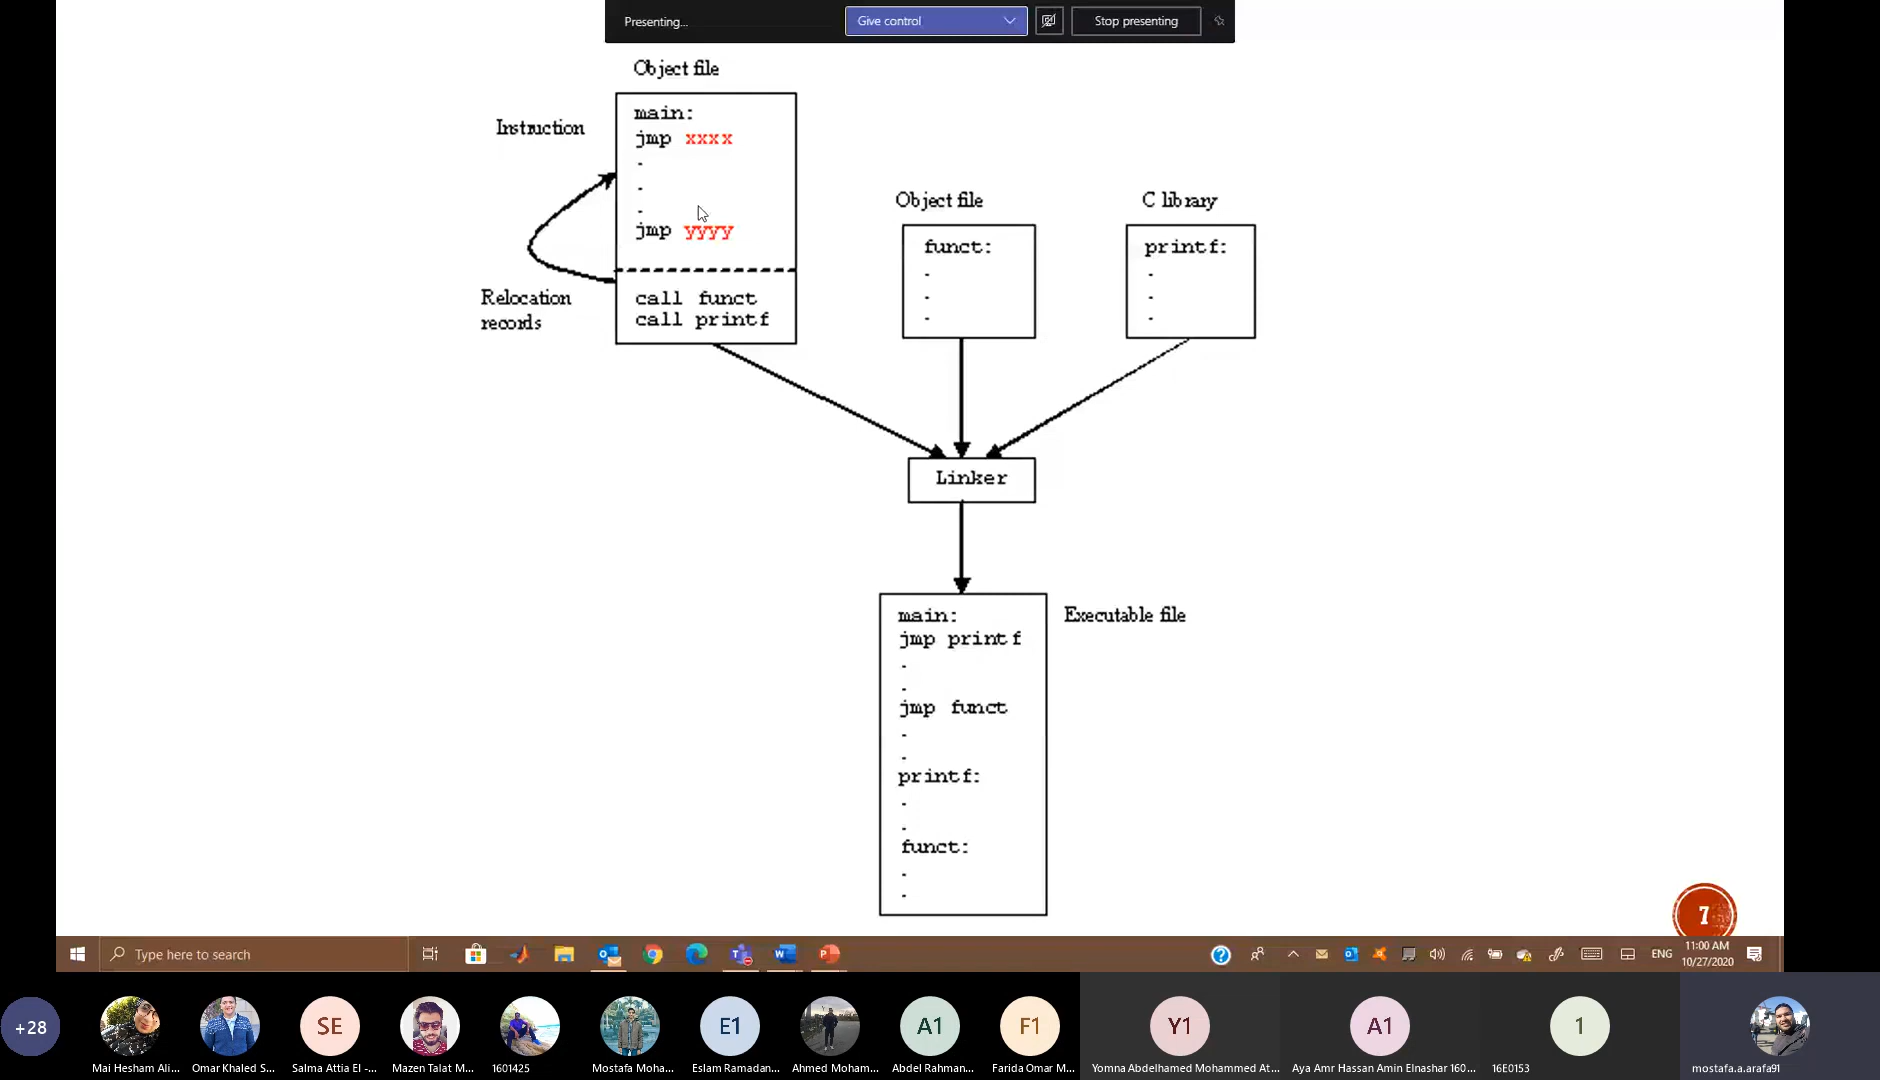 Presenting...
Give control
Stop presenting
Object file
Instruction
main:
jmp xxxx
.
.
.
jmp yyyy
Relocation
records
call funct
call printf
Object file
funct:
.
.
.
C library
printf:
.
.
.
Linker
Executable file
main:
jmp printf
.
.
jmp funct
.
.
printf:
.
.
funct:
.
.
7
Type here to search
ENG
11:00 AM
10/27/2020
+28
Mai Hesham Ali...
Omar Khaled S...
SE
Salma Attia El -...
Mazen Talat M...
1601425
Mostafa Moha...
E1
Eslam Ramadan...
Ahmed Moham...
A1
Abdel Rahman...
F1
Farida Omar M...
Y1
Yomna Abdelhamed Mohammed At...
A1
Aya Amr Hassan Amin Elnashar 160...
1
16E0153
mostafa.a.arafa91